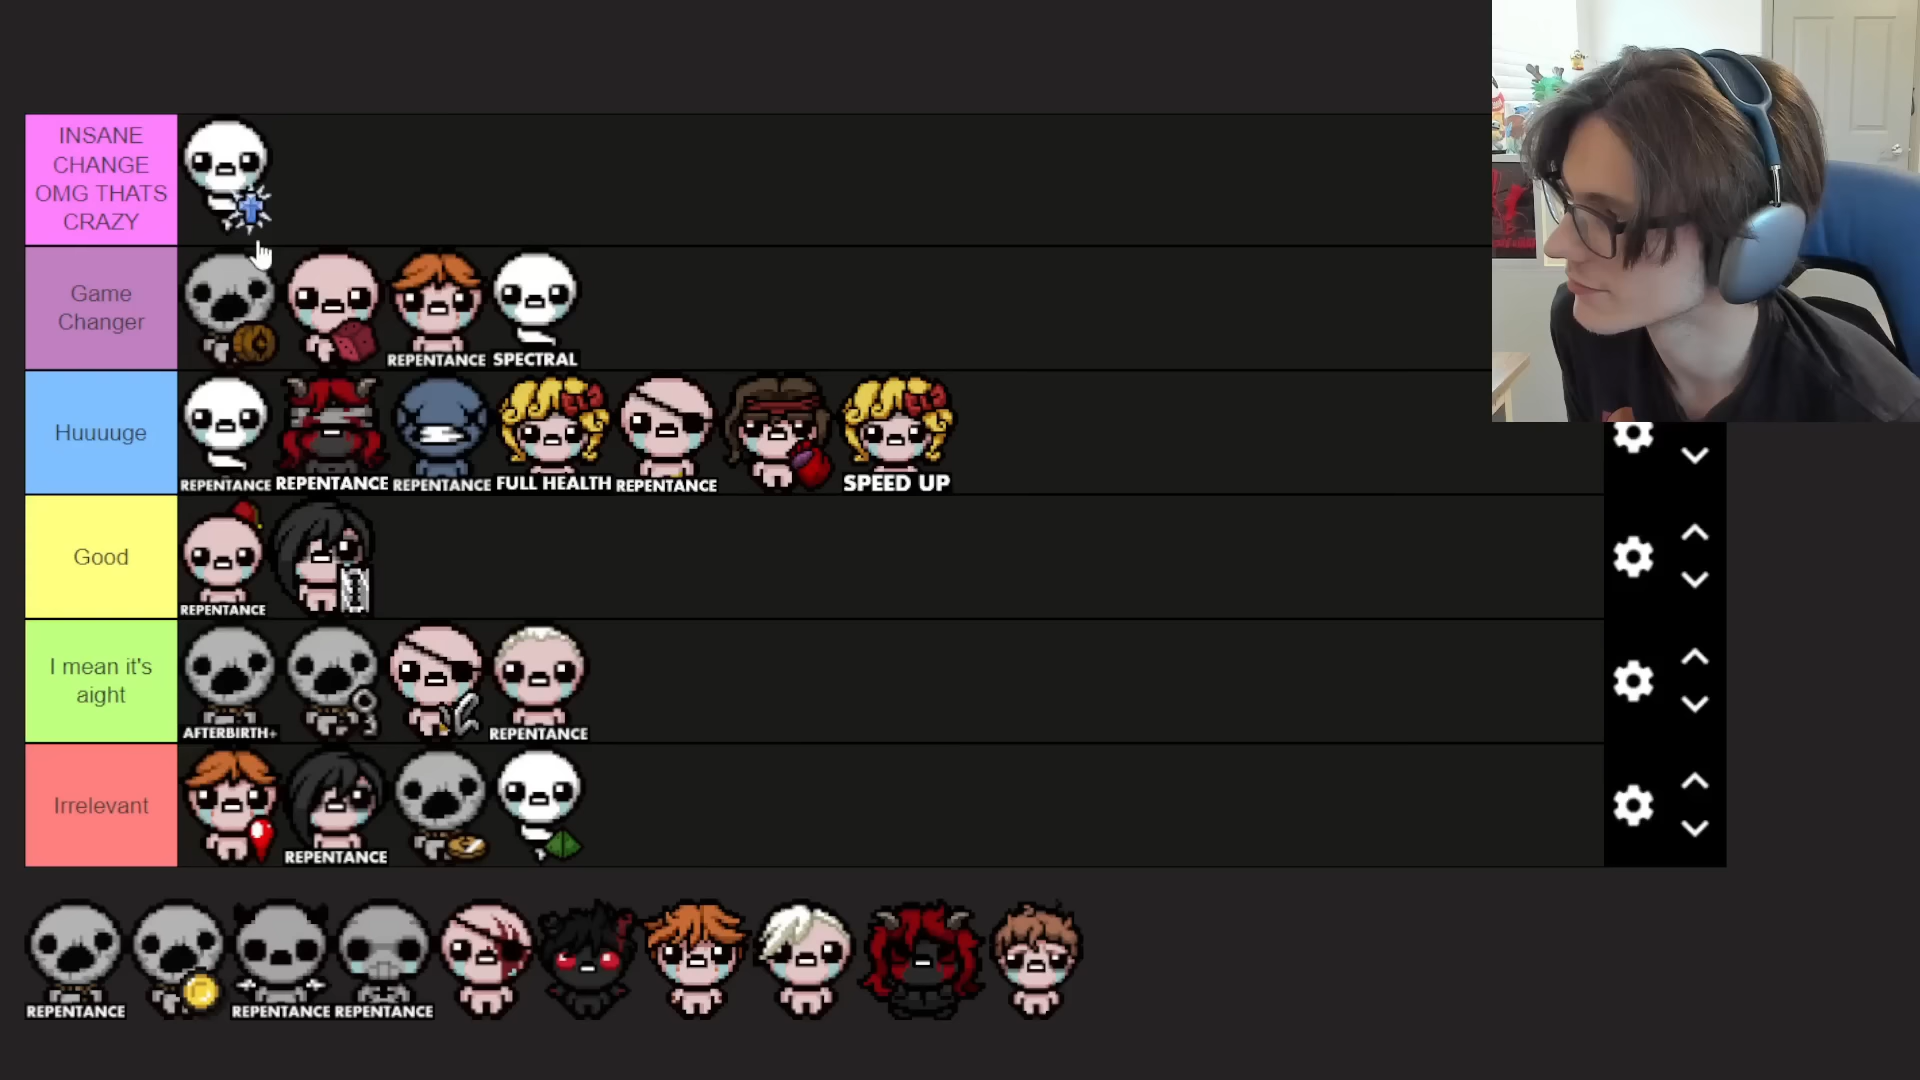 INSANE
CHANGE
OMG THATS
CRAZY
Game
Changer
REPENTANCE SPECTRAL
Huuuuge
REPENTANCE REPENTANCE REPENTANCE FULL HEALTH REPENTANCE SPEED UP
Good
REPENTANCE
I mean it's
aight
AFTERBIRTH+ REPENTANCE
Irrelevant
REPENTANCE
REPENTANCE REPENTANCE REPENTANCE